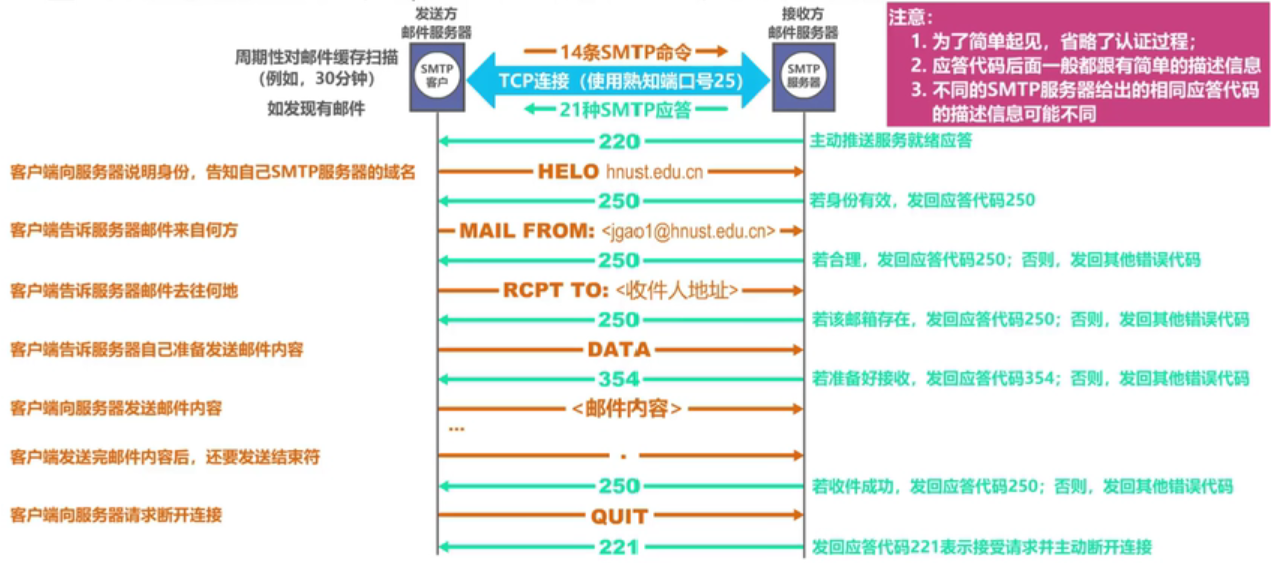 发送方
邮件服务器
接收方
邮件服务器
注意：
1. 为了简单起见，省略了认证过程；
2. 应答代码后面一般都跟有简单的描述信息
3. 不同的SMTP服务器给出的相同应答代码
的描述信息可能不同
周期性对邮件缓存扫描
（例如，30分钟）
如发现有邮件
SMTP
客户
14条SMTP命令
TCP连接（使用熟知端口号25）
21种SMTP应答
SMTP
服务器
220
主动推送服务就绪应答
客户端向服务器说明身份，告知自己SMTP服务器的域名
HELO hnust.edu.cn
250
若身份有效，发回应答代码250
客户端告诉服务器邮件来自何方
MAIL FROM: <jgao1@hnust.edu.cn>
250
若合理，发回应答代码250；否则，发回其他错误代码
客户端告诉服务器邮件去往何地
RCPT TO: <收件人地址>
250
若该邮箱存在，发回应答代码250；否则，发回其他错误代码
客户端告诉服务器自己准备发送邮件内容
DATA
354
若准备好接收，发回应答代码354；否则，发回其他错误代码
客户端向服务器发送邮件内容
<邮件内容>
...
客户端发送完邮件内容后，还要发送结束符
.
250
若收件成功，发回应答代码250；否则，发回其他错误代码
客户端向服务器请求断开连接
QUIT
221
发回应答代码221表示接受请求并主动断开连接